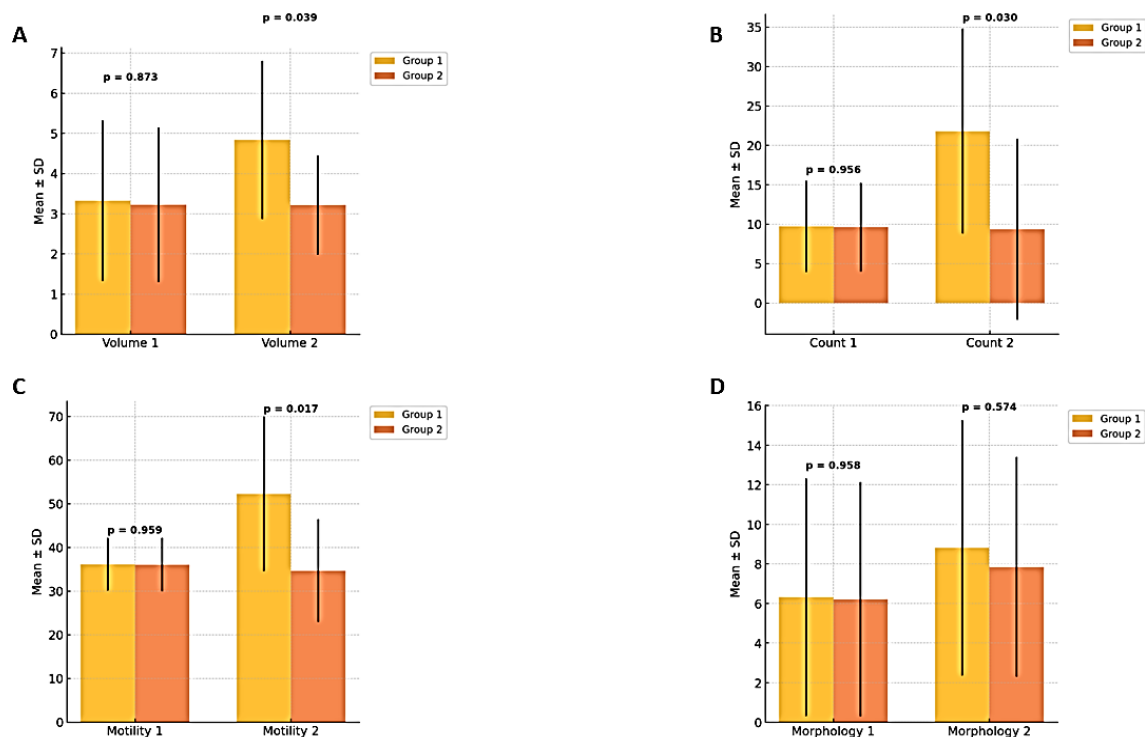 A
p = 0.039
p = 0.873
Group 1
Group 2
7
6
5
4
3
2
1
0
Mean ± SD
Volume 1
Volume 2
B
p = 0.030
p = 0.956
Group 1
Group 2
35
30
25
20
15
10
5
0
Mean ± SD
Count 1
Count 2
C
p = 0.017
p = 0.959
Group 1
Group 2
70
60
50
40
30
20
10
0
Mean ± SD
Motility 1
Motility 2
D
p = 0.574
p = 0.958
Group 1
Group 2
16
14
12
10
8
6
4
2
0
Mean ± SD
Morphology 1
Morphology 2